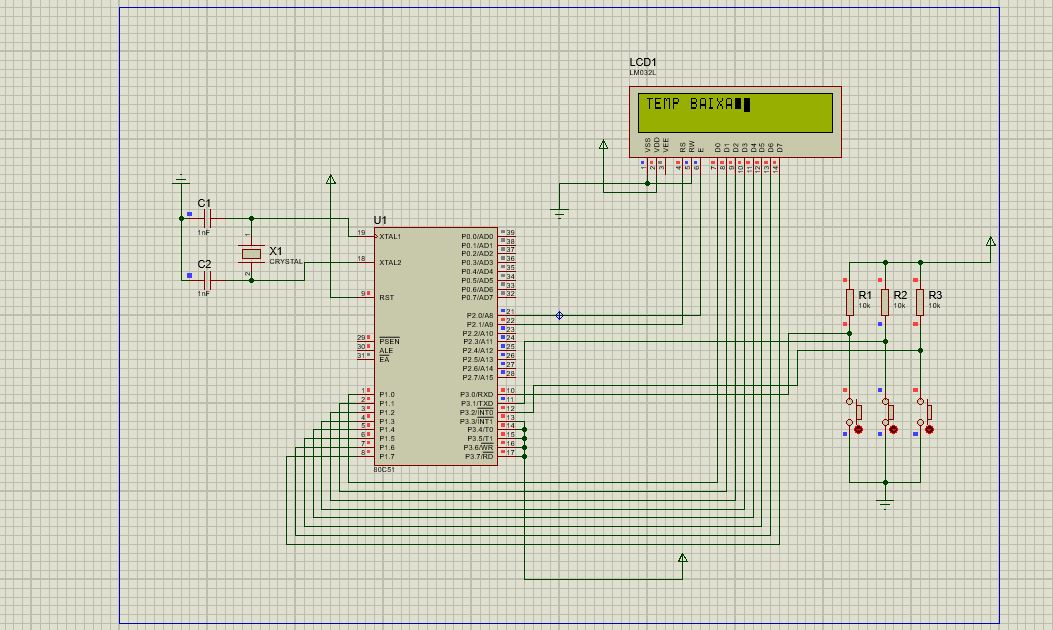 LCD1
LM032L
TEMP BAIXA
VSS
VDD
VEE
RS
RW
E
D0
D1
D2
D3
D4
D5
D6
D7
1
2
3
4
5
6
7
8
9
10
11
12
13
14
C1
1nF
C2
1nF
1
X1
CRYSTAL
2
U1
19 XTAL1
18 XTAL2
9 RST
29 PSEN
30 ALE
31 EA
1 P1.0
2 P1.1
3 P1.2
4 P1.3
5 P1.4
6 P1.5
7 P1.6
8 P1.7
P0.0/AD0 39
P0.1/AD1 38
P0.2/AD2 37
P0.3/AD3 36
P0.4/AD4 35
P0.5/AD5 34
P0.6/AD6 33
P0.7/AD7 32
P2.0/A8 21
P2.1/A9 22
P2.2/A10 23
P2.3/A11 24
P2.4/A12 25
P2.5/A13 26
P2.6/A14 27
P2.7/A15 28
P3.0/RXD 10
P3.1/TXD 11
P3.2/INT0 12
P3.3/INT1 13
P3.4/T0 14
P3.5/T1 15
P3.6/WR 16
P3.7/RD 17
80C51
R1
10k
R2
10k
R3
10k